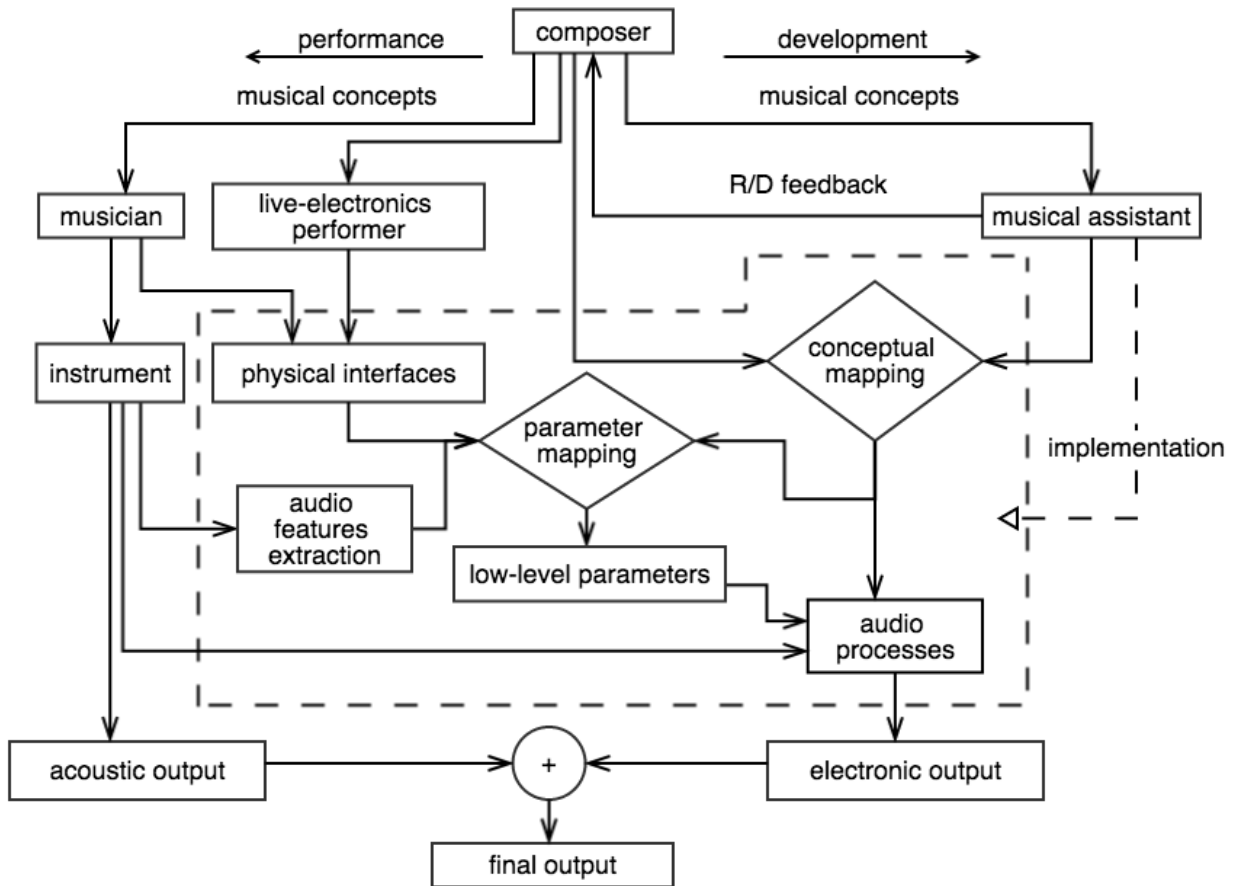 composer
performance
development
musical concepts
musical concepts
R/D feedback
musician
live-electronics
performer
musical assistant
instrument
physical interfaces
conceptual
mapping
parameter
mapping
implementation
audio
features
extraction
low-level parameters
audio
processes
acoustic output
+
electronic output
final output